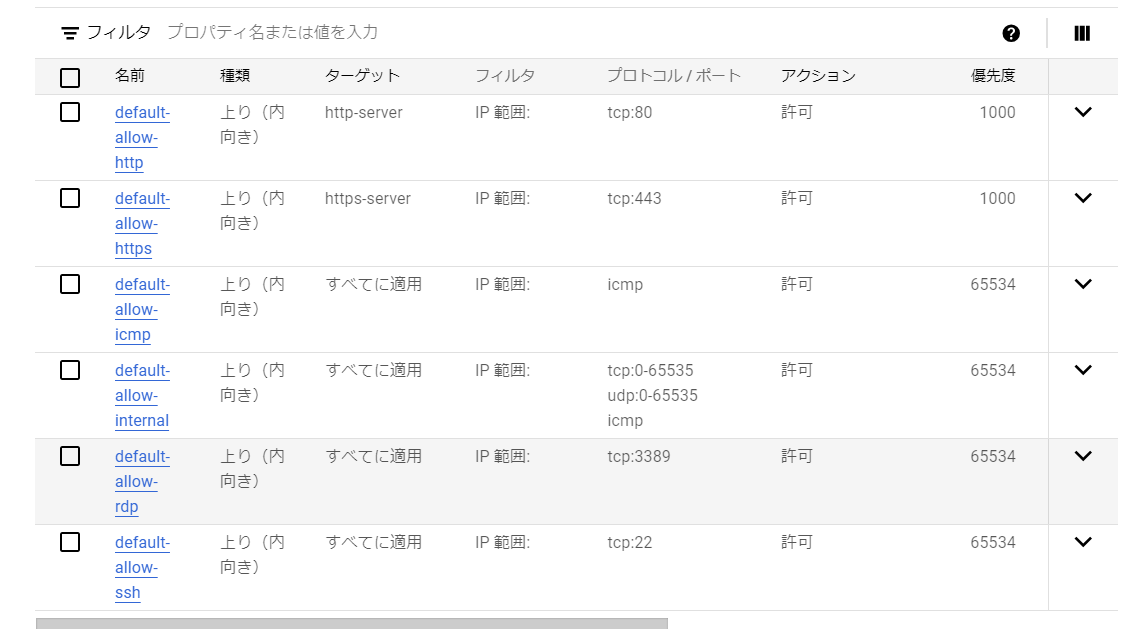 フィルタ プロパティ名または値を入力
名前 種類 ターゲット フィルタ プロトコル / ポート アクション 優先度
default- 上り（内 http-server IP 範囲: tcp:80 許可 1000
allow- 向き）
http
default- 上り（内 https-server IP 範囲: tcp:443 許可 1000
allow- 向き）
https
default- 上り（内 すべてに適用 IP 範囲: icmp 許可 65534
allow- 向き）
icmp
default- 上り（内 すべてに適用 IP 範囲: tcp:0-65535 許可 65534
allow- 向き） udp:0-65535
internal icmp
default- 上り（内 すべてに適用 IP 範囲: tcp:3389 許可 65534
allow- 向き）
rdp
default- 上り（内 すべてに適用 IP 範囲: tcp:22 許可 65534
allow- 向き）
ssh